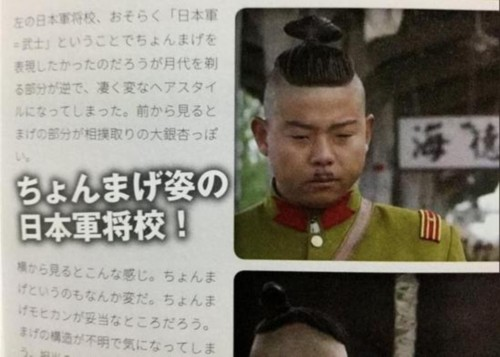 左の日本軍将校、おそらく「日本軍
=武士」ということでちょんまげを
表現したかったのだろうが月代を剃
る部分が逆で、凄く変なヘアスタイ
ルになってしまった。前から見ると
まげの部分が相撲取りの大銀杏っぽ
い。
ちょんまげ姿の
日本軍将校！
横から見るとこんな感じ。ちょんま
げというのもなんか変だ。ちょんま
げモヒカンが妥当なところだろう。
まげの構造が不明で気になってしま
海德